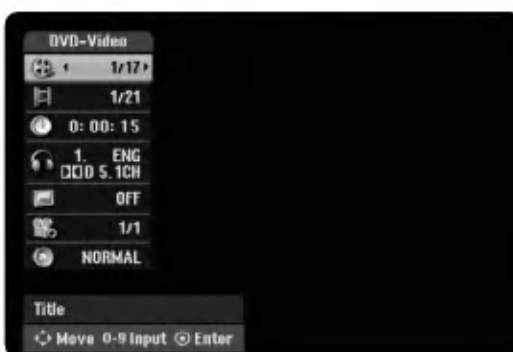 DVD-Video
1/17
1/21
0: 00: 15
1. ENG
D 5.1CH
OFF
1/1
NORMAL
Title
Move 0-9 Input Enter